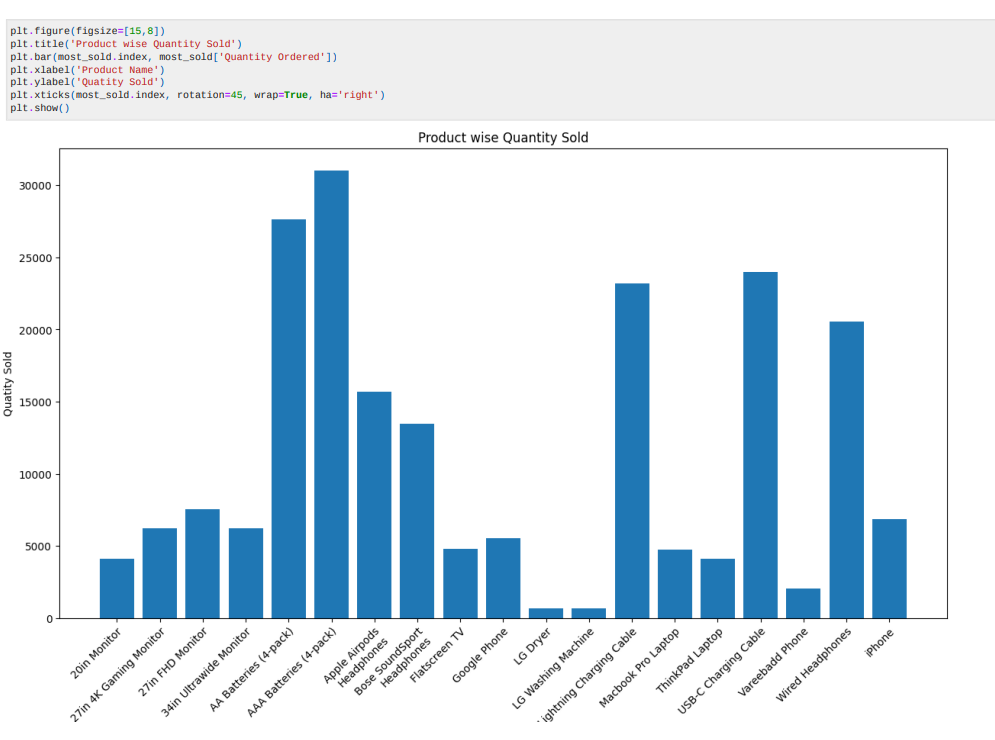 plt.figure(figsize=[15,8])
plt.title('Product wise Quantity Sold')
plt.bar(most_sold.index, most_sold['Quantity Ordered'])
plt.xlabel('Product Name')
plt.ylabel('Quatity Sold')
plt.xticks(most_sold.index, rotation=45, wrap=True, ha='right')
plt.show()
Product wise Quantity Sold
30000
25000
20000
15000
10000
5000
0
Quatity Sold
20in Monitor
27in 4K Gaming Monitor
27in FHD Monitor
34in Ultrawide Monitor
AA Batteries (4-pack)
AAA Batteries (4-pack)
Apple Airpods
Headphones
Bose SoundSport
Headphones
Flatscreen TV
Google Phone
LG Dryer
LG Washing Machine
ightning Charging Cable
Macbook Pro Laptop
ThinkPad Laptop
USB-C Charging Cable
Vareebadd Phone
Wired Headphones
iPhone